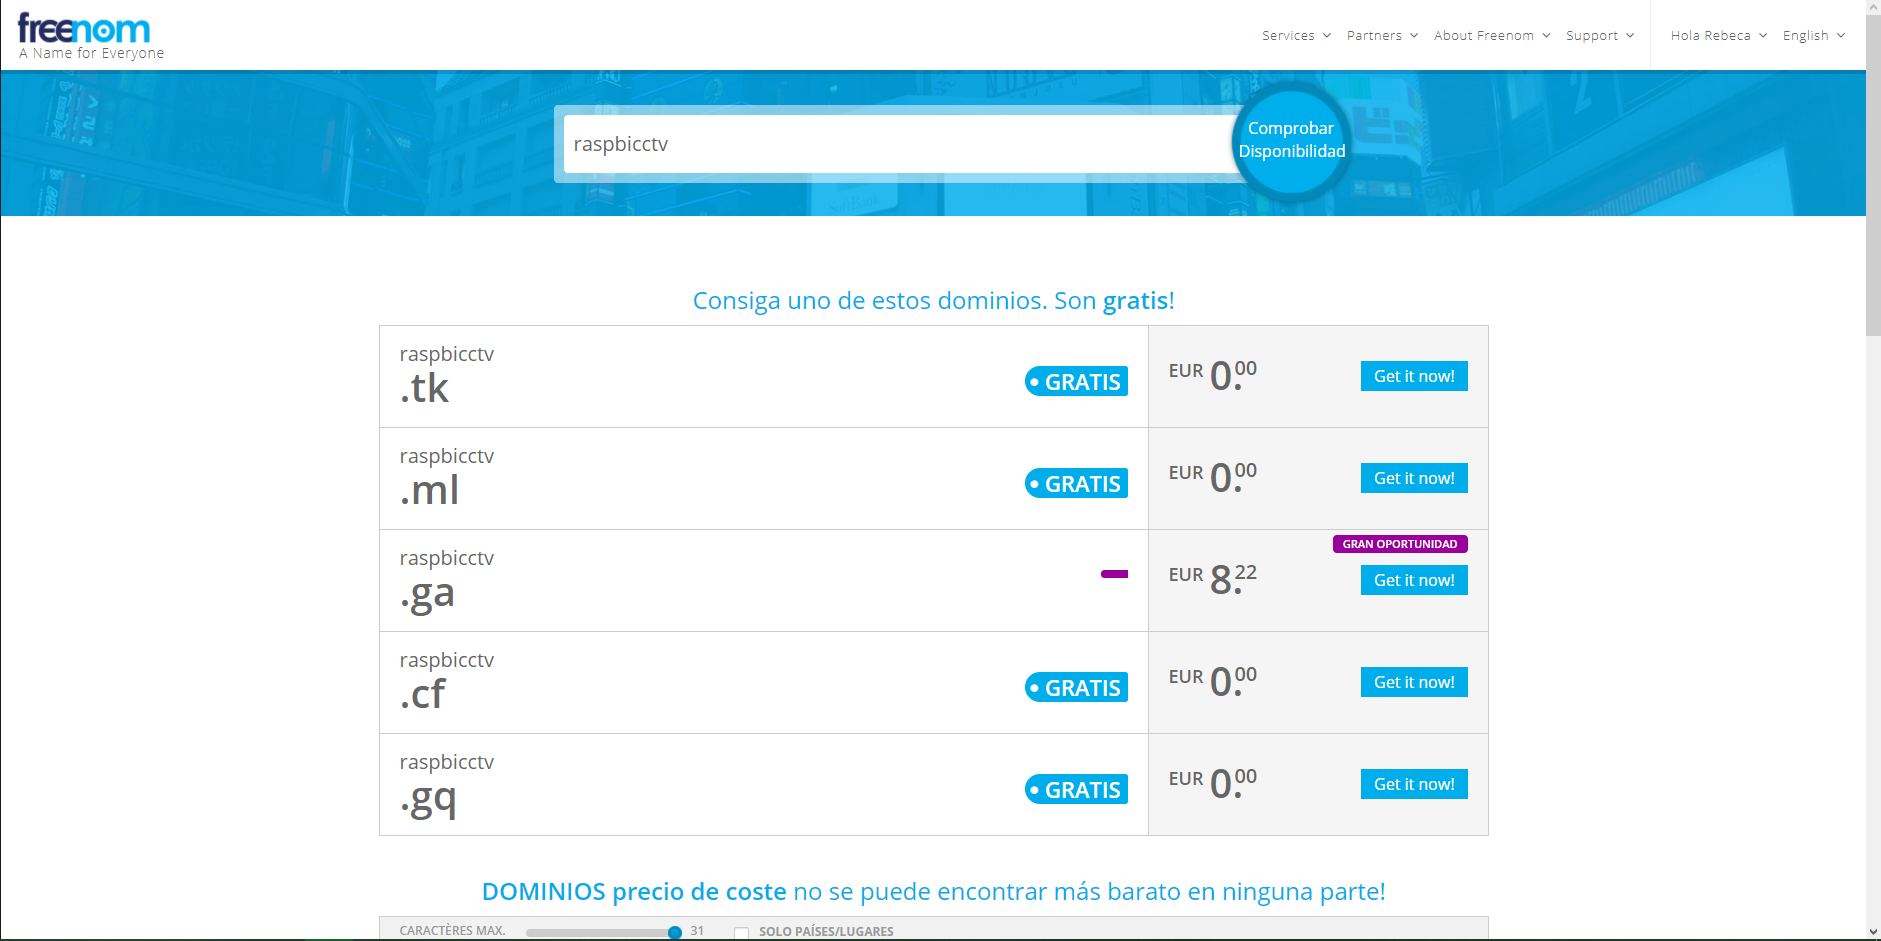 freenom
A Name for Everyone
Services Partners About Freenom Support Hola Rebeca English
raspbicctv
Comprobar
Disponibilidad
Consiga uno de estos dominios. Son gratis!
raspbicctv
.tk
GRATIS
EUR 0.00
Get it now!
raspbicctv
.ml
GRATIS
EUR 0.00
Get it now!
raspbicctv
.ga
GRAN OPORTUNIDAD
EUR 8.22
Get it now!
raspbicctv
.cf
GRATIS
EUR 0.00
Get it now!
raspbicctv
.gq
GRATIS
EUR 0.00
Get it now!
DOMINIOS precio de coste no se puede encontrar más barato en ninguna parte!
CARACTÈRES MAX. 31 SOLO PAÍSES/LUGARES